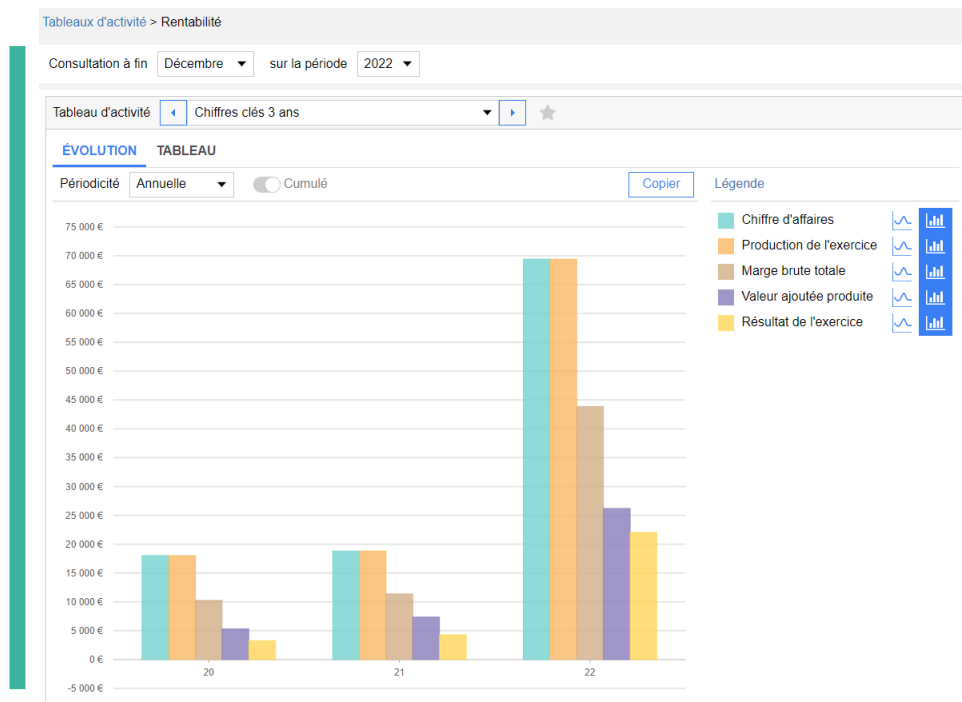 Tableaux d'activité > Rentabilité
Consultation à fin Décembre sur la période 2022
Tableau d'activité Chiffres clés 3 ans
ÉVOLUTION TABLEAU
Périodicité Annuelle Cumulé Copier Légende
Chiffre d'affaires
Production de l'exercice
Marge brute totale
Valeur ajoutée produite
Résultat de l'exercice
75 000 €
70 000 €
65 000 €
60 000 €
55 000 €
50 000 €
45 000 €
40 000 €
35 000 €
30 000 €
25 000 €
20 000 €
15 000 €
10 000 €
5 000 €
0 €
20 21 22
-5 000 €